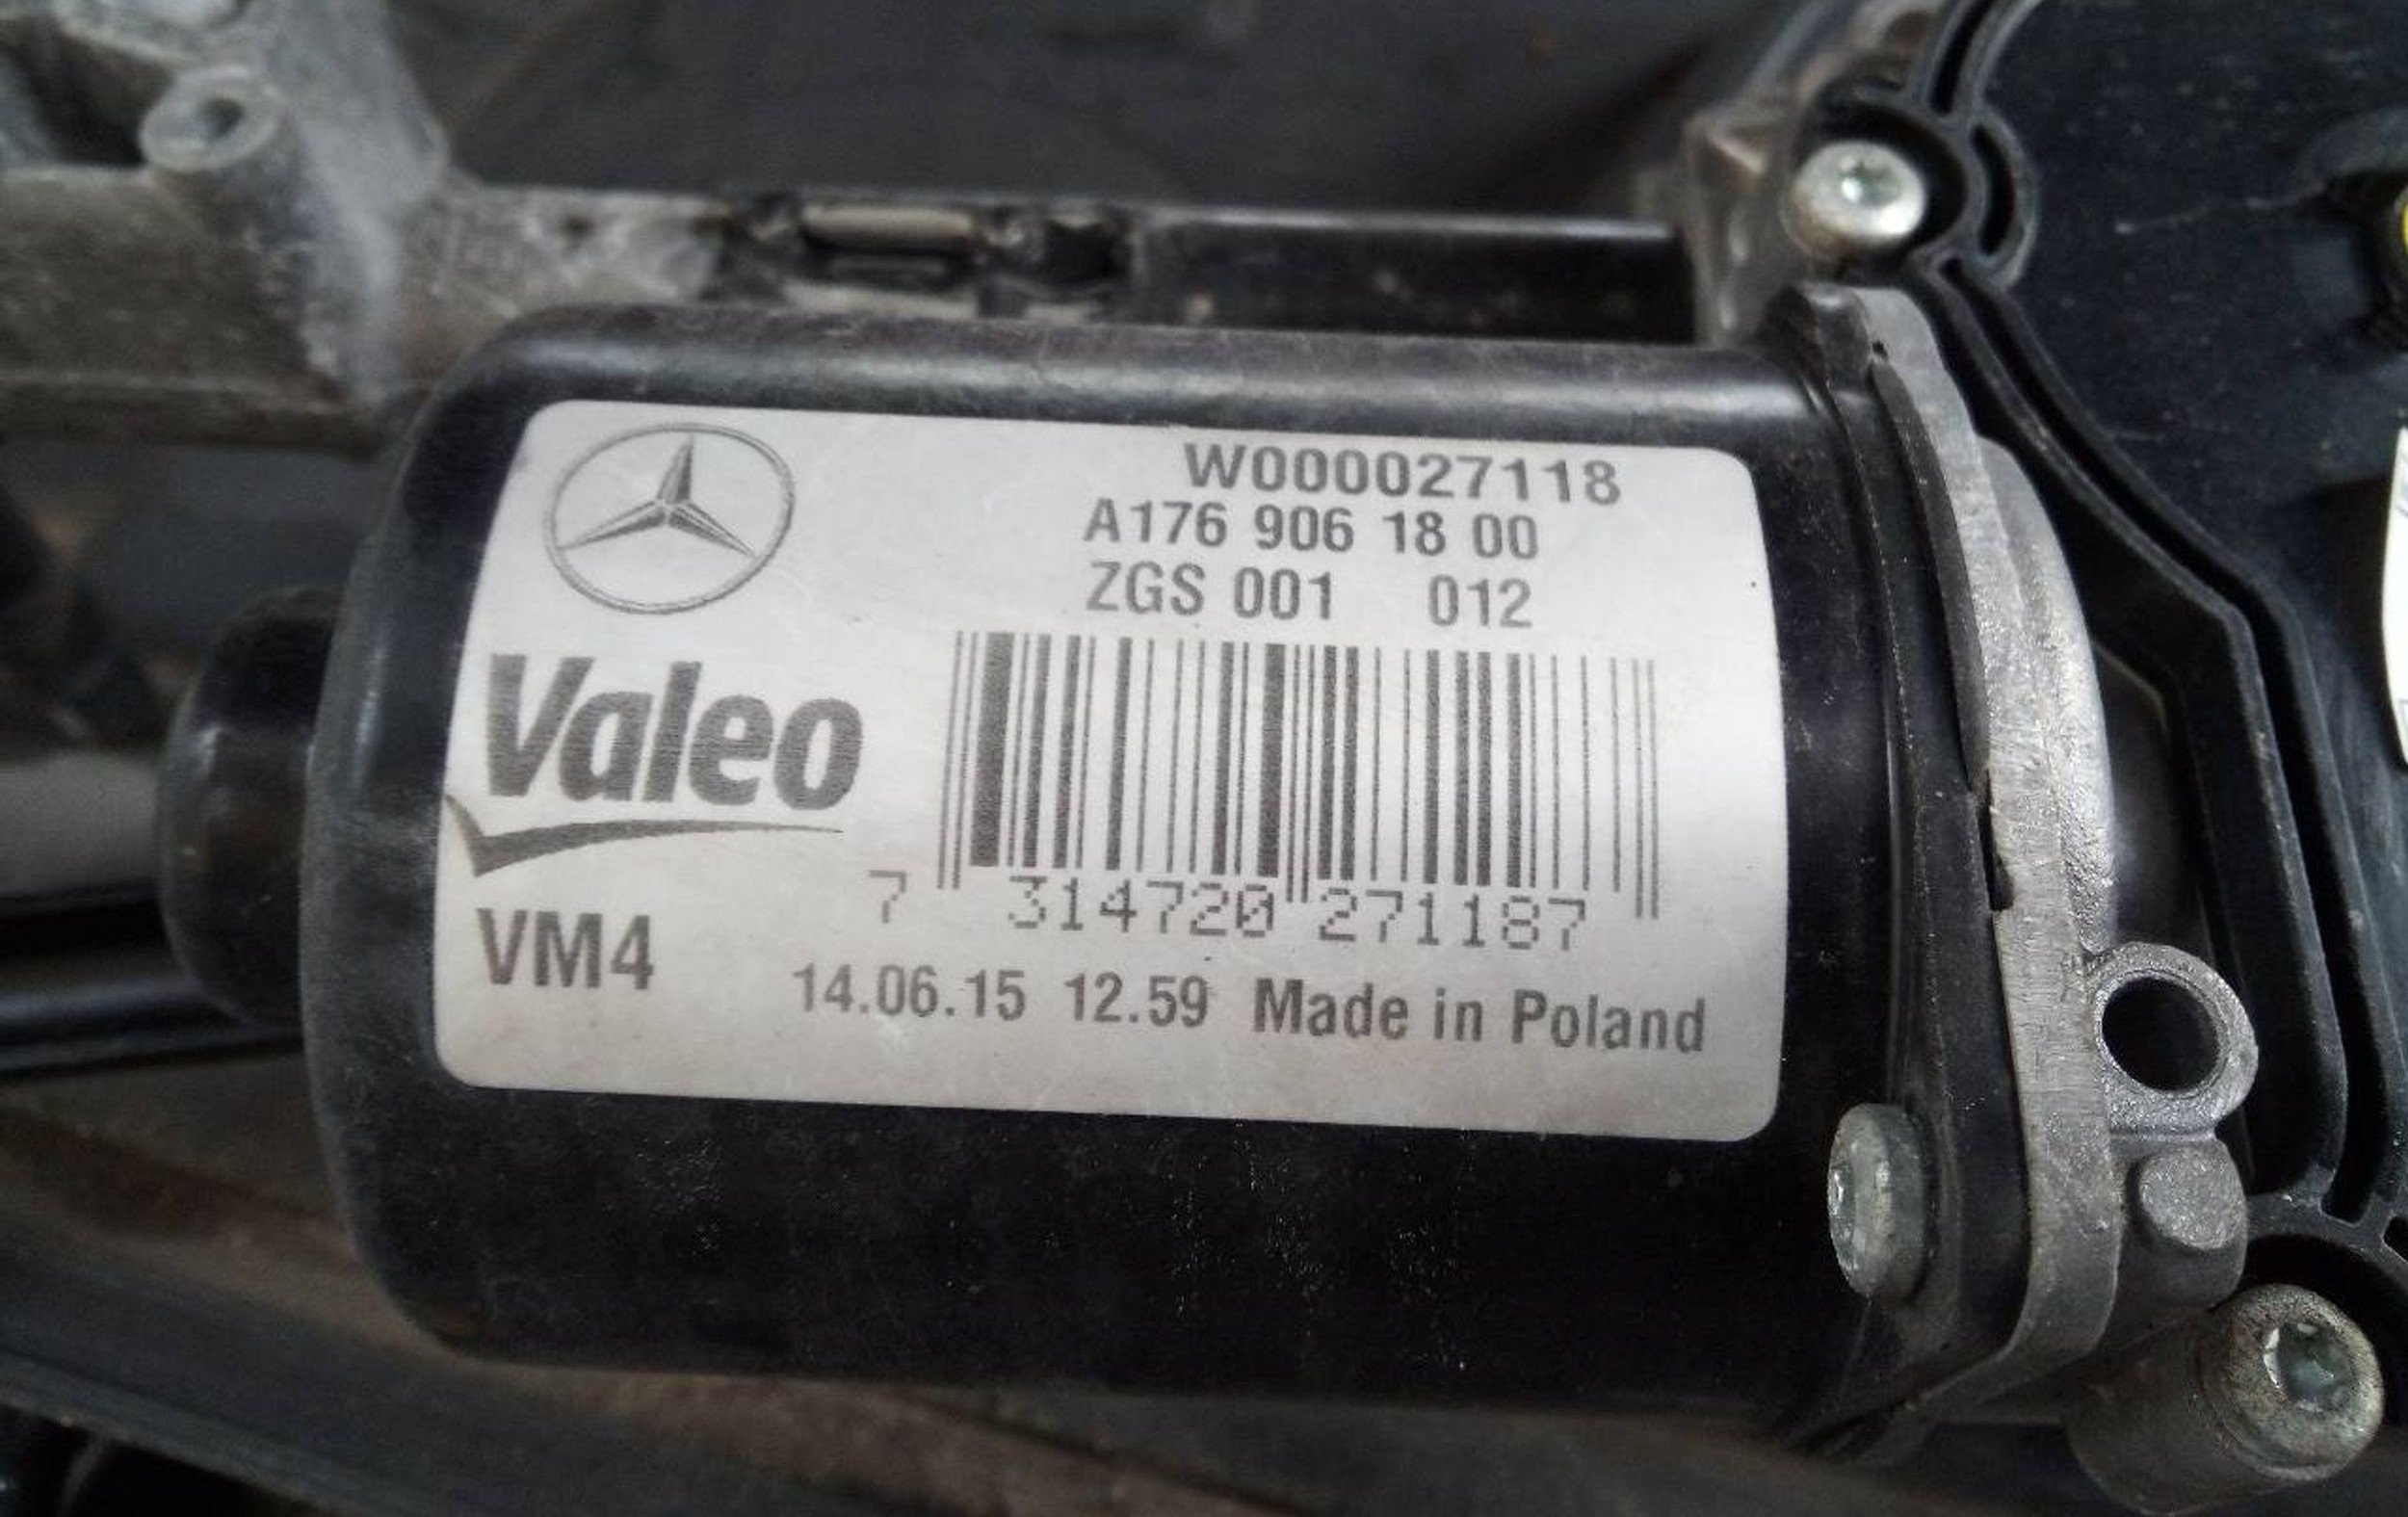 W000027118
A176 906 18 00
ZGS 001 012
Valeo
7 314720 271187
VM4
14.06.15 12.59 Made in Poland